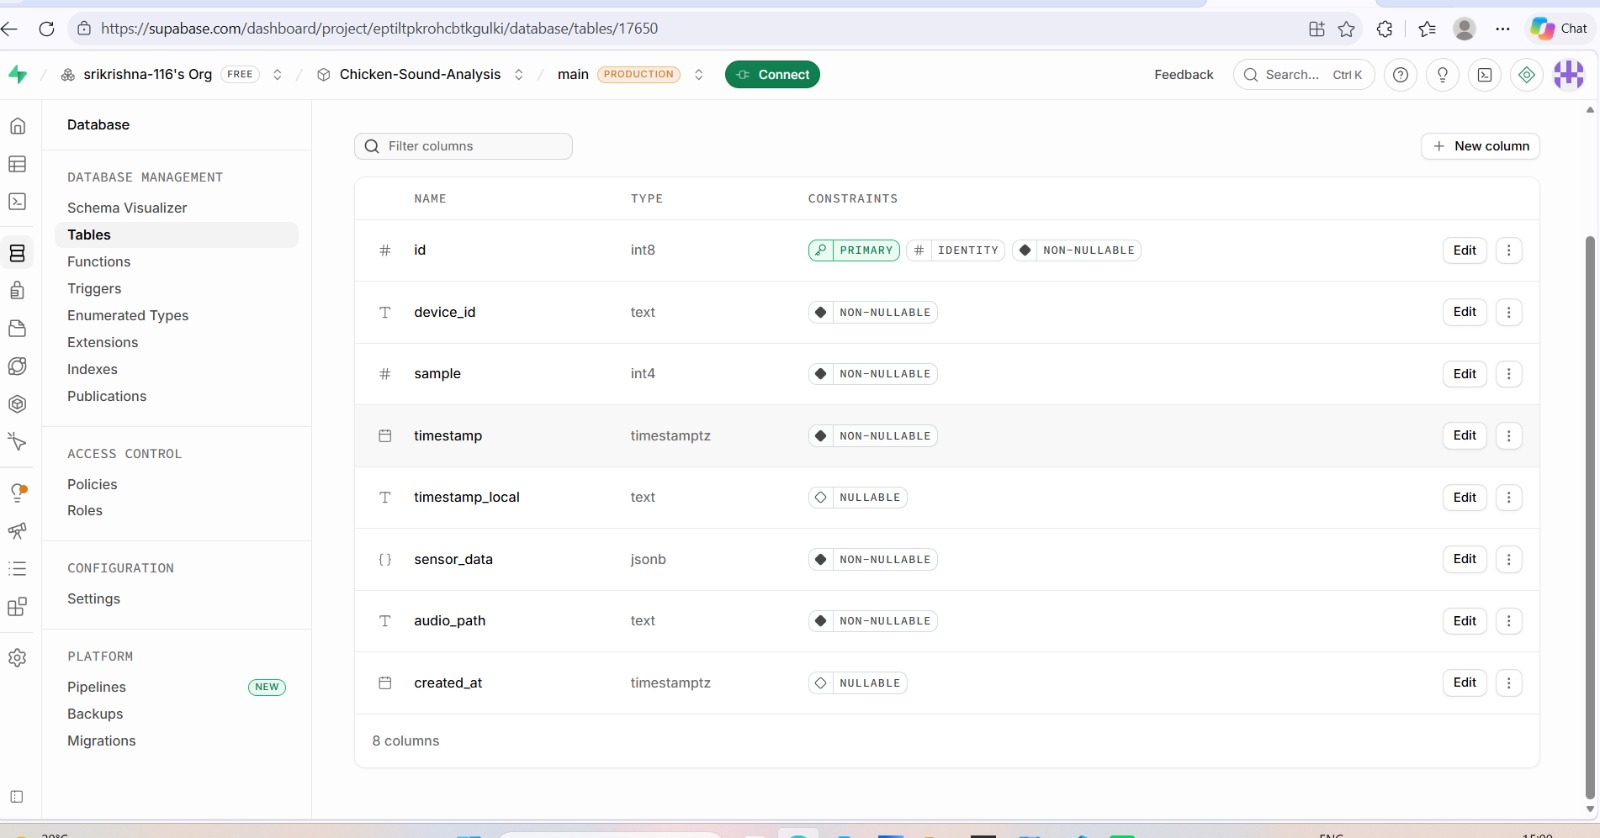 https://supabase.com/dashboard/project/eptiltpkrohcbtkgulki/database/tables/17650
Chat
srikrishna-116's Org FREE / Chicken-Sound-Analysis / main PRODUCTION Connect
Feedback Search... Ctrl K
Database
DATABASE MANAGEMENT
Schema Visualizer
Tables
Functions
Triggers
Enumerated Types
Extensions
Indexes
Publications
ACCESS CONTROL
Policies
Roles
CONFIGURATION
Settings
PLATFORM
Pipelines NEW
Backups
Migrations
Filter columns
+ New column
NAME TYPE CONSTRAINTS
# id int8 PRIMARY # IDENTITY NON-NULLABLE Edit
T device_id text NON-NULLABLE Edit
# sample int4 NON-NULLABLE Edit
timestamp timestamptz NON-NULLABLE Edit
T timestamp_local text NULLABLE Edit
{} sensor_data jsonb NON-NULLABLE Edit
T audio_path text NON-NULLABLE Edit
created_at timestamptz NULLABLE Edit
8 columns